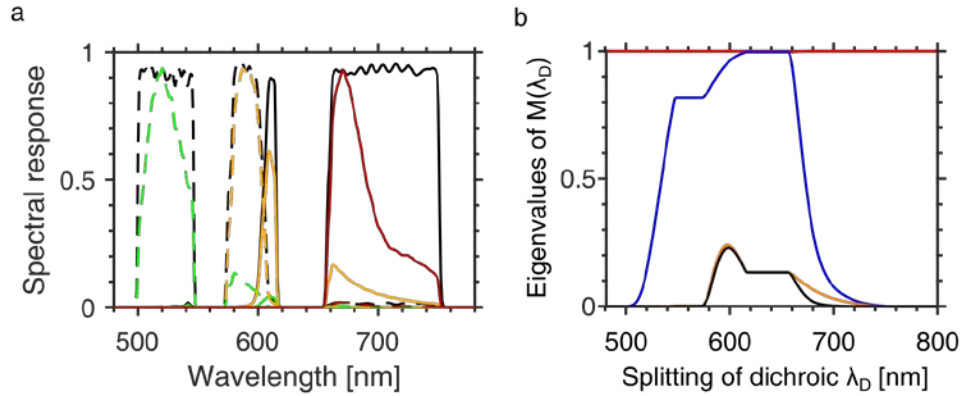 a
1
0.5
0
500
600
700
Wavelength [nm]
Spectral response
b
1
0.5
0
500
600
700
800
Splitting of dichroic λD [nm]
Eigenvalues of M(λD)